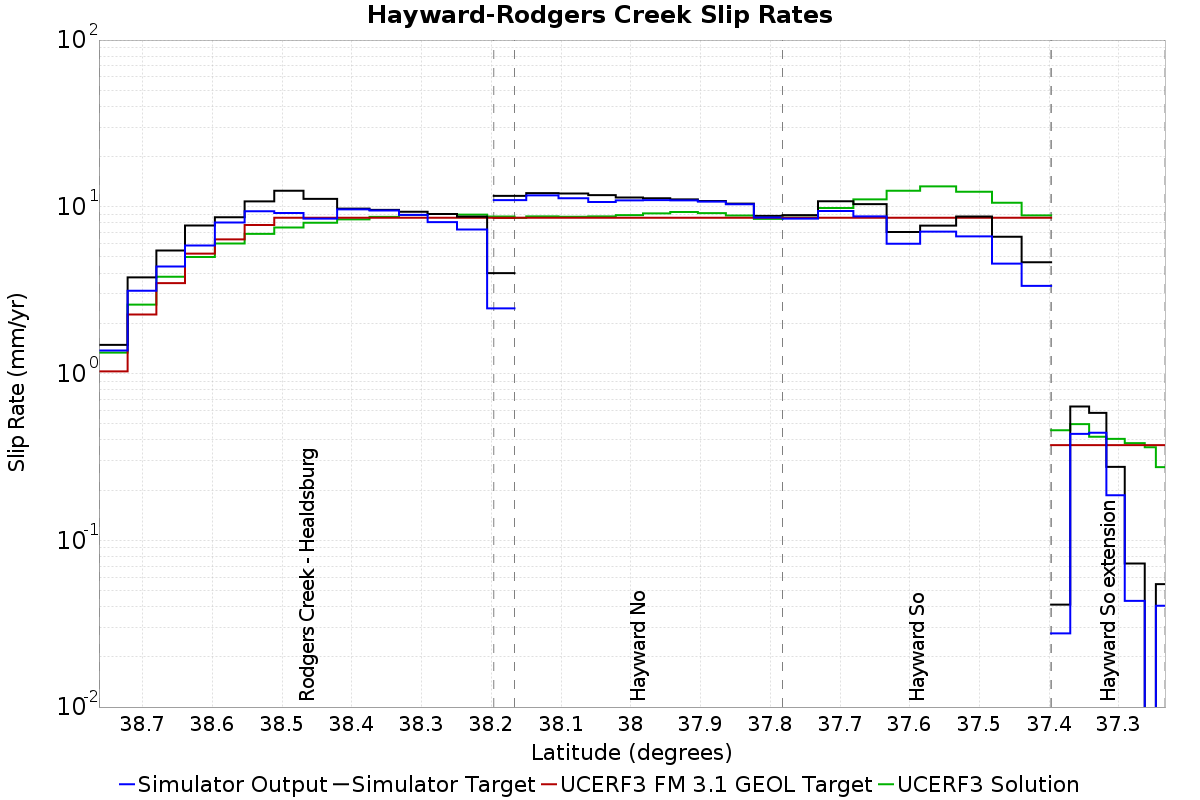 Hayward-Rodgers Creek Slip Rates
10^2
10^1
10^0
10^-1
10^-2
Slip Rate (mm/yr)
Rodgers Creek - Healdsburg
Hayward No
Hayward So
Hayward So extension
38.7 38.6 38.5 38.4 38.3 38.2 38.1 38 37.9 37.8 37.7 37.6 37.5 37.4 37.3
Latitude (degrees)
Simulator Output Simulator Target UCERF3 FM 3.1 GEOL Target UCERF3 Solution